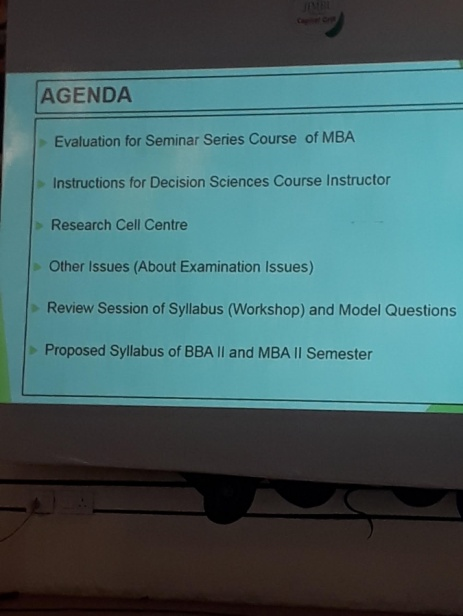 AGENDA
Evaluation for Seminar Series Course of MBA
Instructions for Decision Sciences Course Instructor
Research Cell Centre
Other Issues (About Examination Issues)
Review Session of Syllabus (Workshop) and Model Questions
Proposed Syllabus of BBA II and MBA II Semester